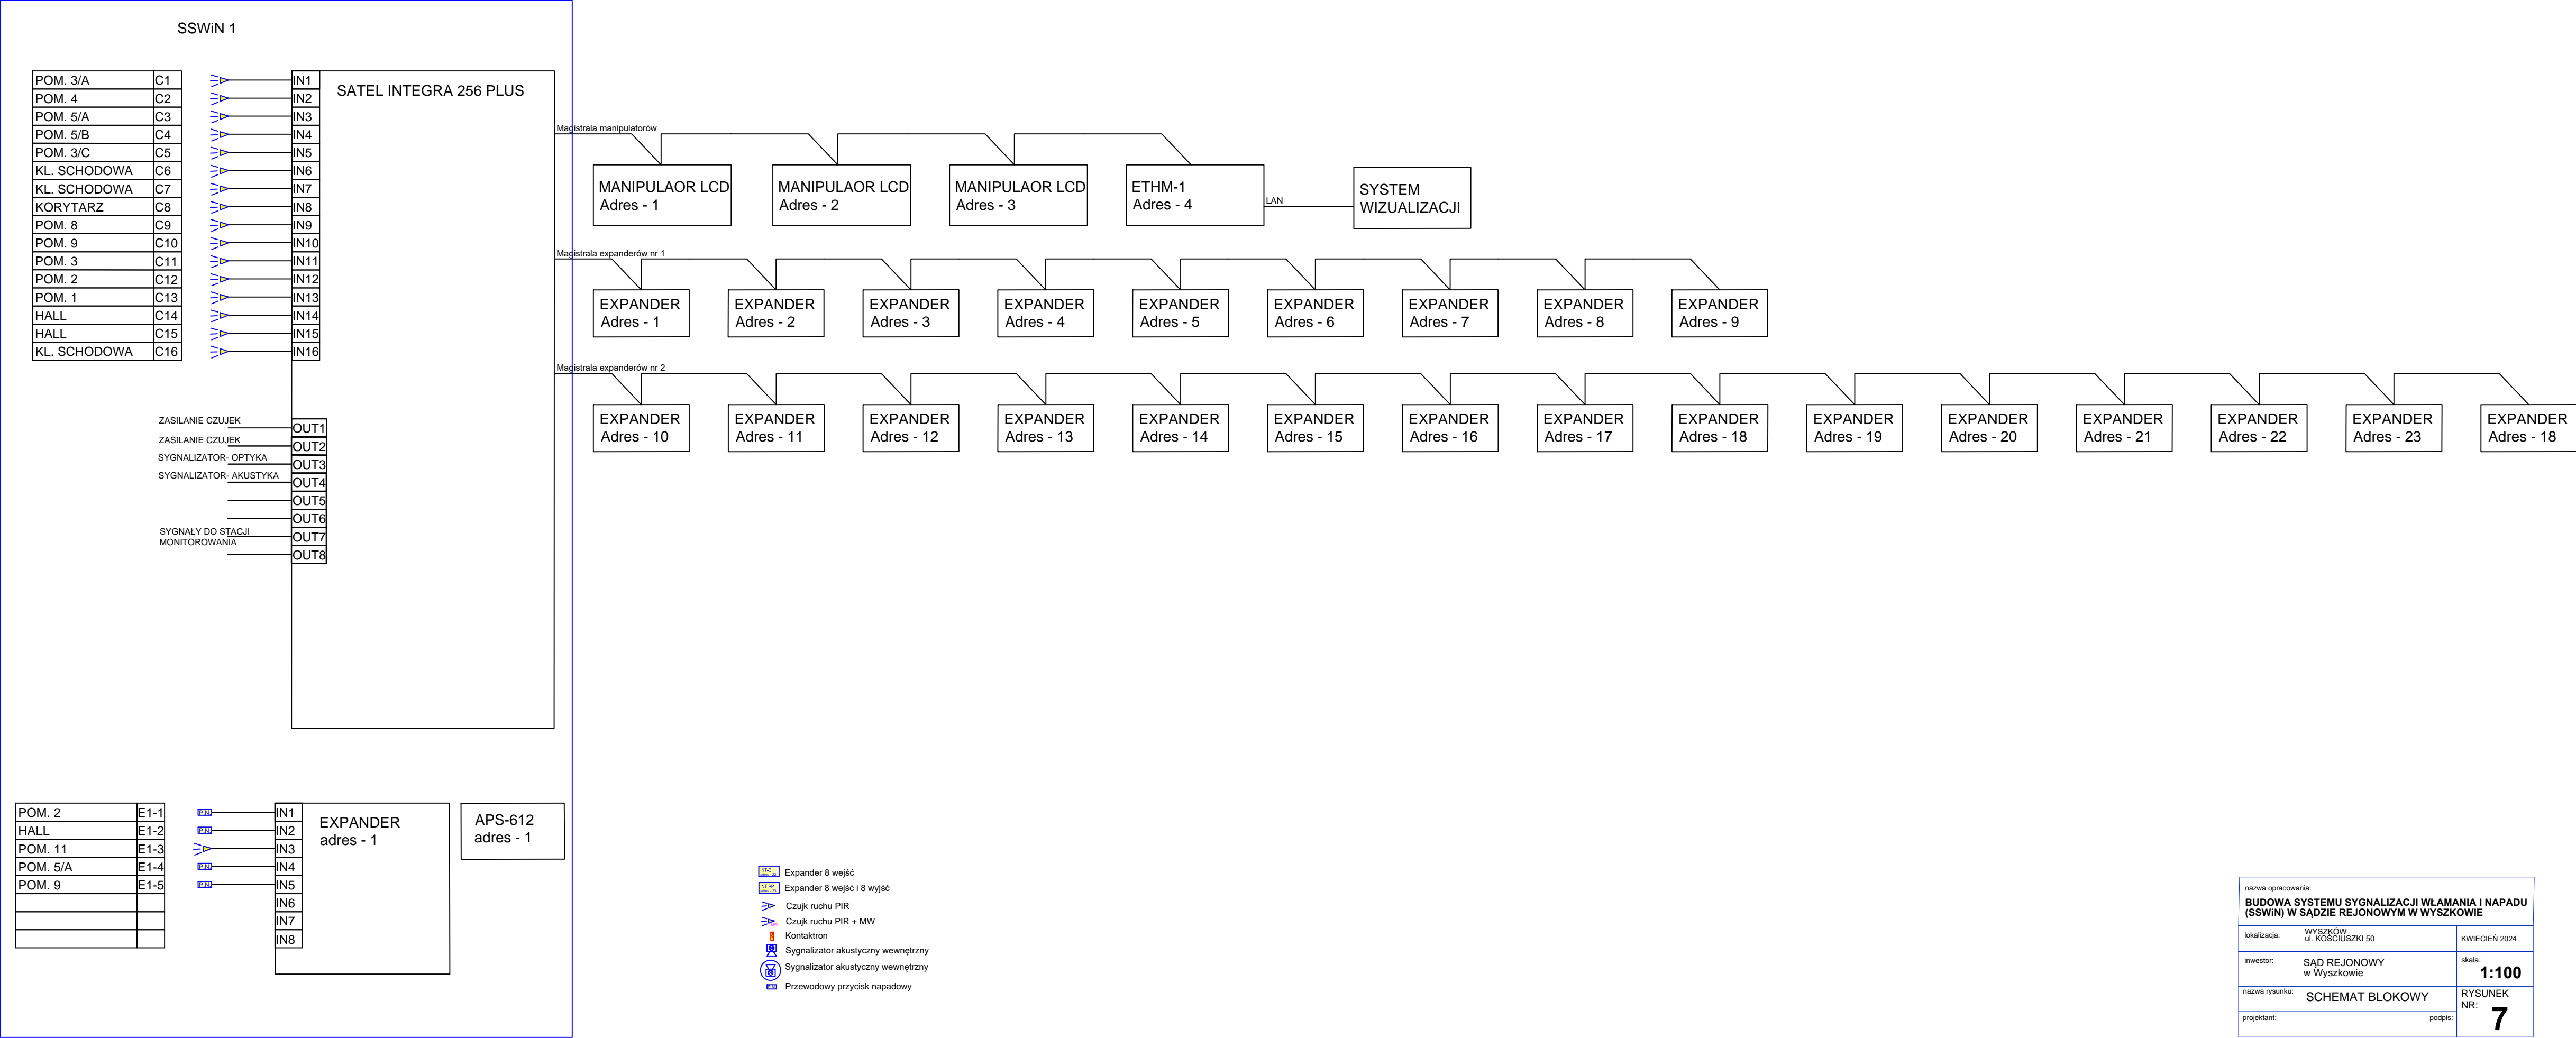 SSWiN 1
SATEL INTEGRA 256 PLUS
POM. 3/A C1 IN1
POM. 4 C2 IN2
POM. 5/A C3 IN3
POM. 5/B C4 IN4
POM. 3/C C5 IN5
KL. SCHODOWA C6 IN6
KL. SCHODOWA C7 IN7
KORYTARZ C8 IN8
POM. 8 C9 IN9
POM. 9 C10 IN10
POM. 3 C11 IN11
POM. 2 C12 IN12
POM. 1 C13 IN13
HALL C14 IN14
HALL C15 IN15
KL. SCHODOWA C16 IN16
ZASILANIE CZUJEK OUT1
ZASILANIE CZUJEK OUT2
SYGNALIZATOR- OPTYKA OUT3
SYGNALIZATOR- AKUSTYKA OUT4
OUT5
OUT6
SYGNAŁY DO STACJI OUT7
MONITOROWANIA
OUT8
Magistrala manipulatorów
MANIPULAOR LCD
Adres - 1
MANIPULAOR LCD
Adres - 2
MANIPULAOR LCD
Adres - 3
ETHM-1
Adres - 4
LAN
SYSTEM
WIZUALIZACJI
Magistrala expanderów nr 1
EXPANDER
Adres - 1
EXPANDER
Adres - 2
EXPANDER
Adres - 3
EXPANDER
Adres - 4
EXPANDER
Adres - 5
EXPANDER
Adres - 6
EXPANDER
Adres - 7
EXPANDER
Adres - 8
EXPANDER
Adres - 9
Magistrala expanderów nr 2
EXPANDER
Adres - 10
EXPANDER
Adres - 11
EXPANDER
Adres - 12
EXPANDER
Adres - 13
EXPANDER
Adres - 14
EXPANDER
Adres - 15
EXPANDER
Adres - 16
EXPANDER
Adres - 17
EXPANDER
Adres - 18
EXPANDER
Adres - 19
EXPANDER
Adres - 20
EXPANDER
Adres - 21
EXPANDER
Adres - 22
EXPANDER
Adres - 23
EXPANDER
Adres - 18
POM. 2 E1-1 P.N. IN1
HALL E1-2 P.N. IN2
POM. 11 E1-3 IN3
POM. 5/A E1-4 P.N. IN4
POM. 9 E1-5 P.N. IN5
IN6
IN7
IN8
EXPANDER
adres - 1
APS-612
adres - 1
Expander 8 wejść
Expander 8 wejść i 8 wyjść
Czujk ruchu PIR
Czujk ruchu PIR + MW
Kontaktron
Sygnalizator akustyczny wewnętrzny
Sygnalizator akustyczny wewnętrzny
Przewodowy przycisk napadowy
nazwa opracowania:
BUDOWA SYSTEMU SYGNALIZACJI WŁAMANIA I NAPADU
(SSWiN) W SĄDZIE REJONOWYM W WYSZKOWIE
lokalizacja: WYSZKÓW
ul. KOŚCIUSZKI 50
KWIECIEŃ 2024
inwestor: SĄD REJONOWY
w Wyszkowie
skala:
1:100
nazwa rysunku: SCHEMAT BLOKOWY
RYSUNEK
NR: 7
projektant: podpis: